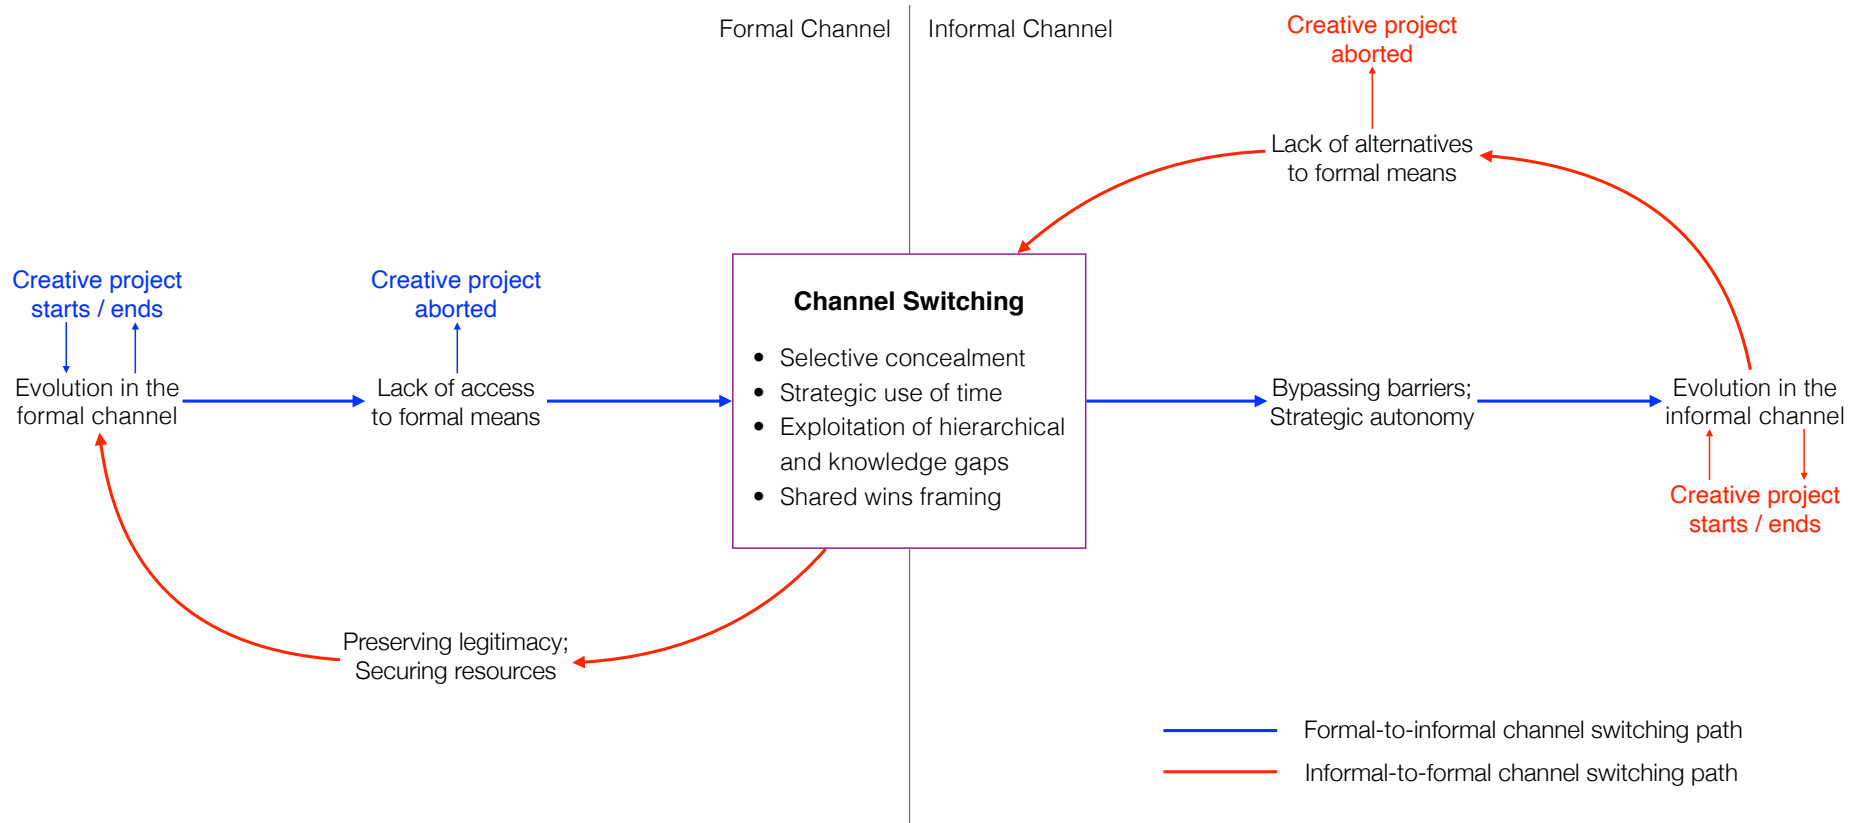 Formal Channel
Informal Channel
Creative project
aborted
Lack of alternatives
to formal means
Creative project
starts / ends
Creative project
aborted
Evolution in the
formal channel
Lack of access
to formal means
Channel Switching
• Selective concealment
• Strategic use of time
• Exploitation of hierarchical
and knowledge gaps
• Shared wins framing
Bypassing barriers;
Strategic autonomy
Evolution in the
informal channel
Creative project
starts / ends
Preserving legitimacy;
Securing resources
Formal-to-informal channel switching path
Informal-to-formal channel switching path